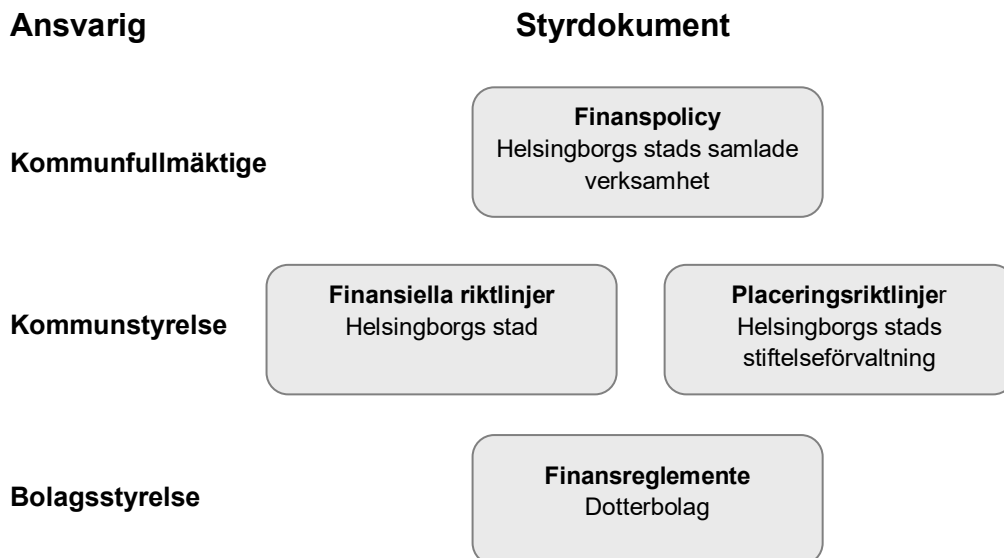 Ansvarig Styrdokument
Finanspolicy
Helsingborgs stads samlade
verksamhet
Kommunfullmäktige
Finansiella riktlinjer
Helsingborgs stad
Placeringsriktlinjer
Helsingborgs stads
stiftelseförvaltning
Kommunstyrelse
Finansreglemente
Dotterbolag
Bolagsstyrelse